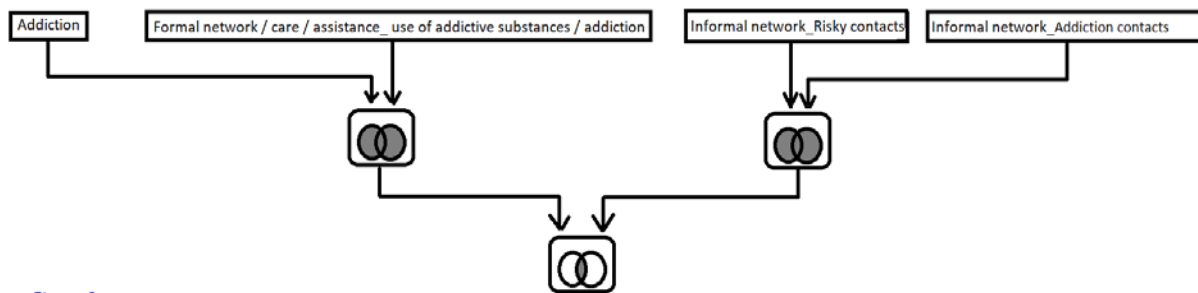 Addiction
Formal network / care / assistance_ use of addictive substances / addiction
Informal network_Risky contacts
Informal network_Addiction contacts